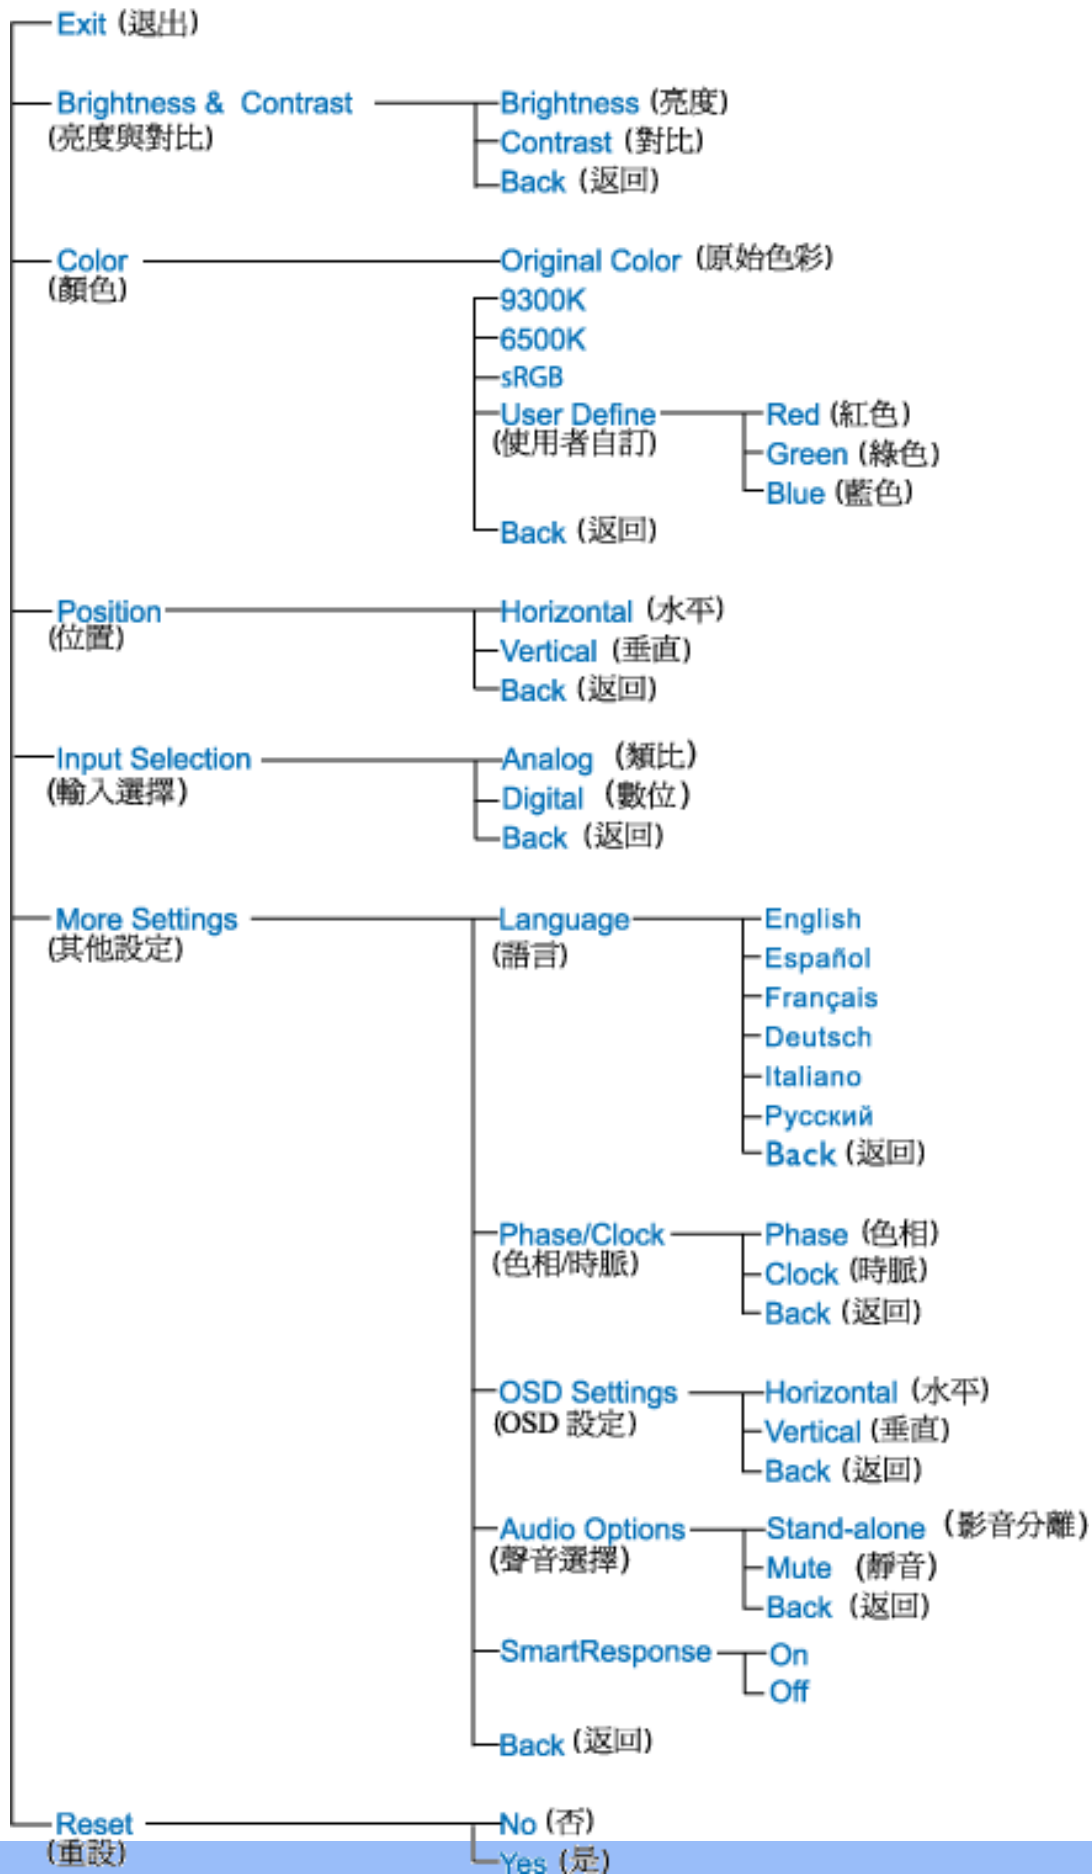 Exit (退出)
Brightness & Contrast
(亮度與對比)
Brightness (亮度)
Contrast (對比)
Back (返回)
Color
(顏色)
Original Color (原始色彩)
9300K
6500K
sRGB
User Define
(使用者自訂)
Red (紅色)
Green (綠色)
Blue (藍色)
Back (返回)
Position
(位置)
Horizontal (水平)
Vertical (垂直)
Back (返回)
Input Selection
(輸入選擇)
Analog (類比)
Digital (數位)
Back (返回)
More Settings
(其他設定)
Language
(語言)
English
Español
Français
Deutsch
Italiano
Русский
Back (返回)
Phase/Clock
(色相/時脈)
Phase (色相)
Clock (時脈)
Back (返回)
OSD Settings
(OSD 設定)
Horizontal (水平)
Vertical (垂直)
Back (返回)
Audio Options
(聲音選擇)
Stand-alone (影音分離)
Mute (靜音)
Back (返回)
SmartResponse
On
Off
Back (返回)
Reset
(重設)
No (否)
Yes (是)